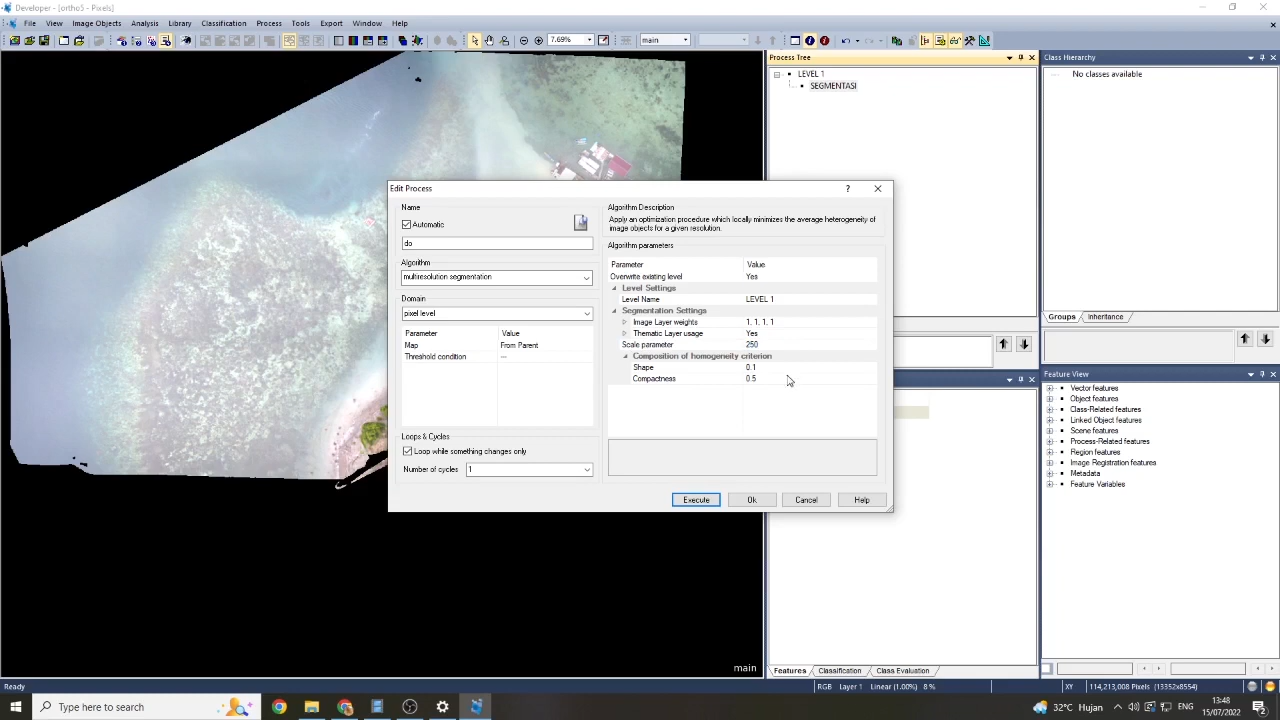 Developer - [ortho5 - Pixels]
File View Image Objects Analysis Library Classification Process Tools Export Window Help
7.69% main
Process Tree
LEVEL 1
SEGMENTASI
Class Hierarchy
No classes available
Groups Inheritance
Edit Process
Name
Automatic
do
Algorithm
multiresolution segmentation
Domain
pixel level
Parameter Value
Map From Parent
Threshold condition ---
Loops & Cycles
Loop while something changes only
Number of cycles 1
Algorithm Description
Apply an optimization procedure which locally minimizes the average heterogeneity of
image objects for a given resolution.
Algorithm parameters
Parameter Value
Overwrite existing level Yes
Level Settings
Level Name LEVEL 1
Segmentation Settings
Image Layer weights 1, 1, 1, 1
Thematic Layer usage Yes
Scale parameter 250
Composition of homogeneity criterion
Shape 0.1
Compactness 0.5
Execute Ok Cancel Help
Feature View
Vector features
Object features
Class-Related features
Linked Object features
Scene features
Process-Related features
Region features
Image Registration features
Metadata
Feature Variables
main
Features Classification Class Evaluation
Ready RGB Layer 1 Linear (1.00%) 8 % XY 114,213,008 Pixels (13352x8554)
Type here to search
32°C Hujan
13:48
15/07/2022